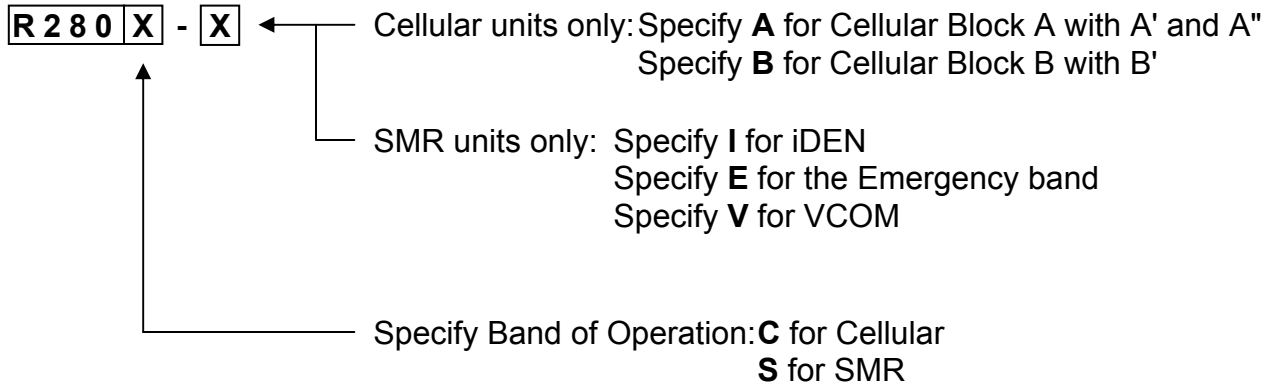 R280X - X Cellular units only: Specify A for Cellular Block A with A' and A"
Specify B for Cellular Block B with B'
SMR units only: Specify I for iDEN
Specify E for the Emergency band
Specify V for VCOM
Specify Band of Operation: C for Cellular
S for SMR